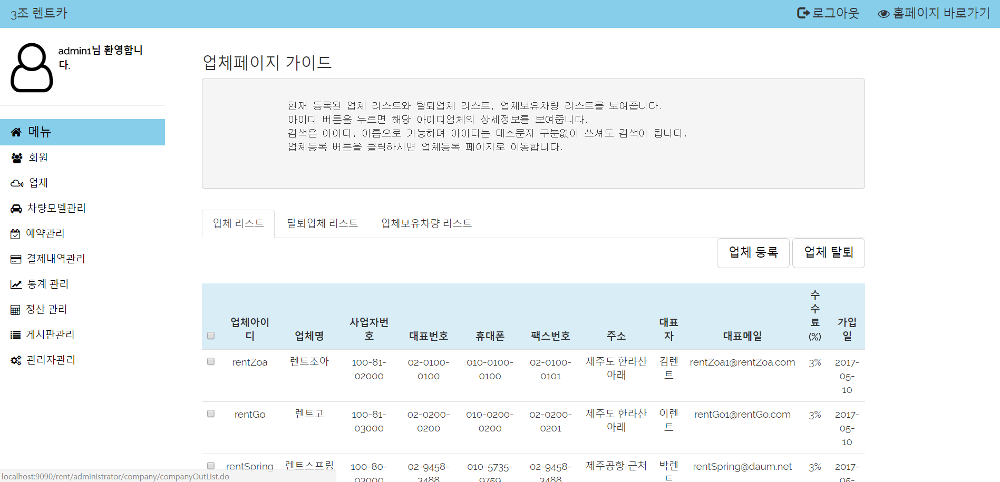 3조 렌트카
로그아웃
홈페이지 바로가기
admin1님 환영합니
다.
메뉴
회원
업체
차량모델관리
예약관리
결제내역관리
통계 관리
정산 관리
게시판관리
관리자관리
업체페이지 가이드
현재 등록된 업체 리스트와 탈퇴업체 리스트, 업체보유차량 리스트를 보여줍니다.
아이디 버튼을 누르면 해당 아이디업체의 상세정보를 보여줍니다.
검색은 아이디, 이름으로 가능하며 아이디는 대소문자 구분없이 쓰셔도 검색이 됩니다.
업체등록 버튼을 클릭하시면 업체등록 페이지로 이동합니다.
업체 리스트 탈퇴업체 리스트 업체보유차량 리스트
업체 등록 업체 탈퇴
업체아이
디
업체명
사업자번
호
대표번호
휴대폰
팩스번호
주소
대표
자
대표메일
수
수
료
(%)
가입
일
rentZoa
렌트조아
100-81-
02000
02-0100-
0100
010-0100-
0100
02-0100-
0101
제주도 한라산
아래
김렌
트
rentZoa1@rentZoa.com
3%
2017-
05-
10
rentGo
렌트고
100-81-
03000
02-0200-
0200
010-0200-
0200
02-0200-
0201
제주도 한라산
아래
이렌
트
rentGo1@rentGo.com
3%
2017-
05-
10
rentSpring
렌트스프링
100-80-
03000
02-9458-
3488
010-5735-
9759
02-9458-
3488
제주공항 근처
박렌
트
rentSpring@daum.net
3%
2017-
05-
localhost:9090/rent/administrator/company/companyOutList.do